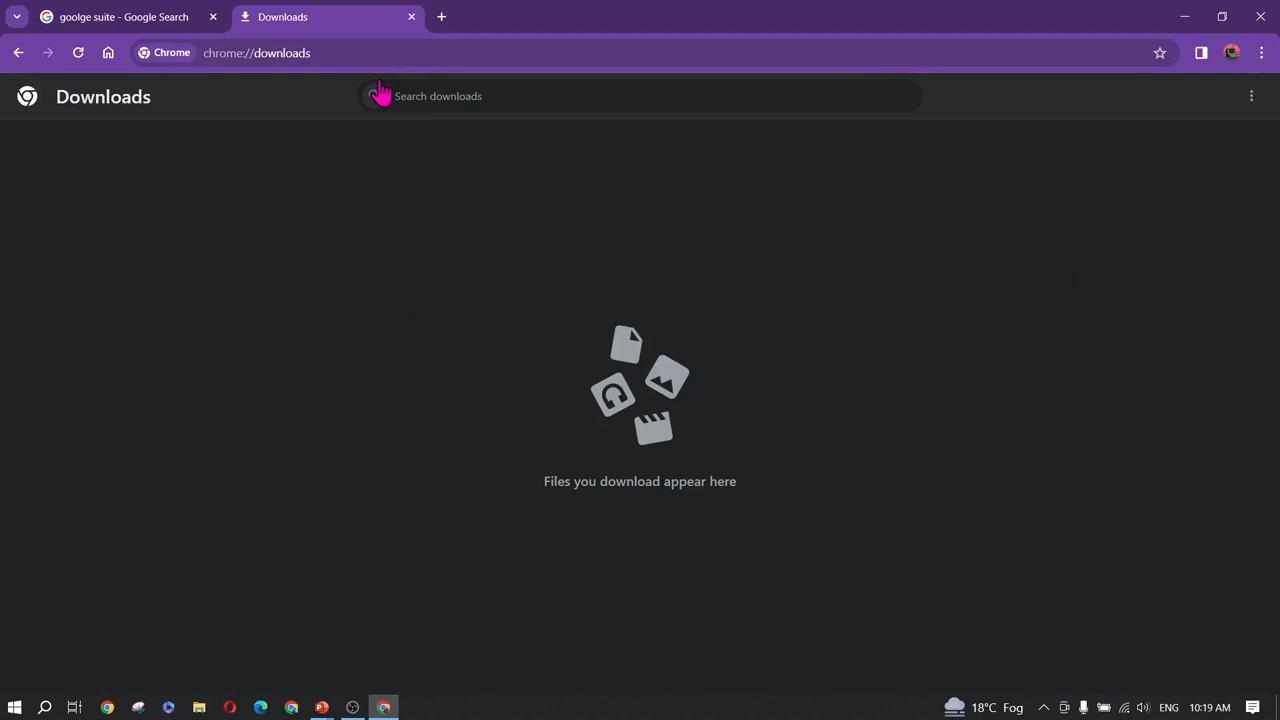 goolge suite - Google Search
Downloads
Chrome
chrome://downloads
Downloads
Search downloads
Files you download appear here
18°C Fog
ENG
10:19 AM